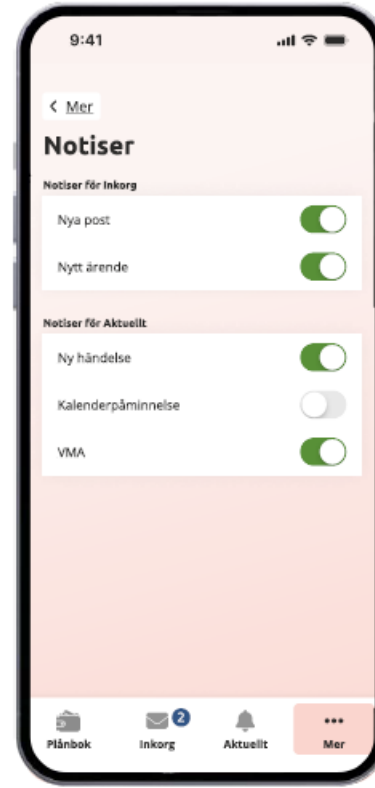 9:41
Mer
Notiser
Notiser för Inkorg
Nya post
Nytt ärende
Notiser för Aktuellt
Ny händelse
Kalenderpåminnelse
VMA
2
Plånbok
Inkorg
Aktuellt
Mer